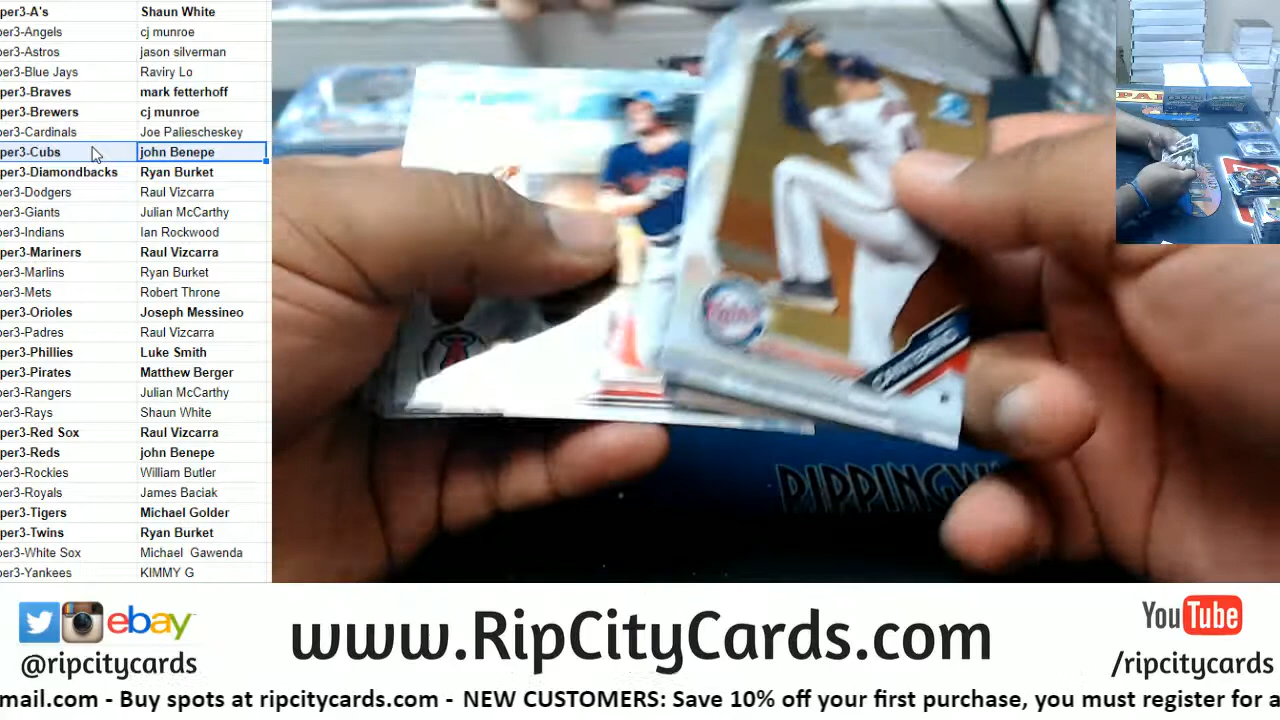 per3-A's Shaun White
per3-Angels cj munroe
per3-Astros jason silverman
per3-Blue Jays Raviry Lo
per3-Braves mark fetterhoff
per3-Brewers cj munroe
per3-Cardinals Joe Paliescheskey
per3-Cubs john Benepe
per3-Diamondbacks Ryan Burket
per3-Dodgers Raul Vizcarra
per3-Giants Julian McCarthy
per3-Indians Ian Rockwood
per3-Mariners Raul Vizcarra
per3-Marlins Ryan Burket
per3-Mets Robert Throne
per3-Orioles Joseph Messineo
per3-Padres Raul Vizcarra
per3-Phillies Luke Smith
per3-Pirates Matthew Berger
per3-Rangers Julian McCarthy
per3-Rays Shaun White
per3-Red Sox Raul Vizcarra
per3-Reds john Benepe
per3-Rockies William Butler
per3-Royals James Baciak
per3-Tigers Michael Golder
per3-Twins Ryan Burket
per3-White Sox Michael Gawenda
per3-Yankees KIMMY G
Twins
ebay
@ripcitycards
www.RipCityCards.com
YouTube
/ripcitycards
mail.com - Buy spots at ripcitycards.com - NEW CUSTOMERS: Save 10% off your first purchase, you must register for a